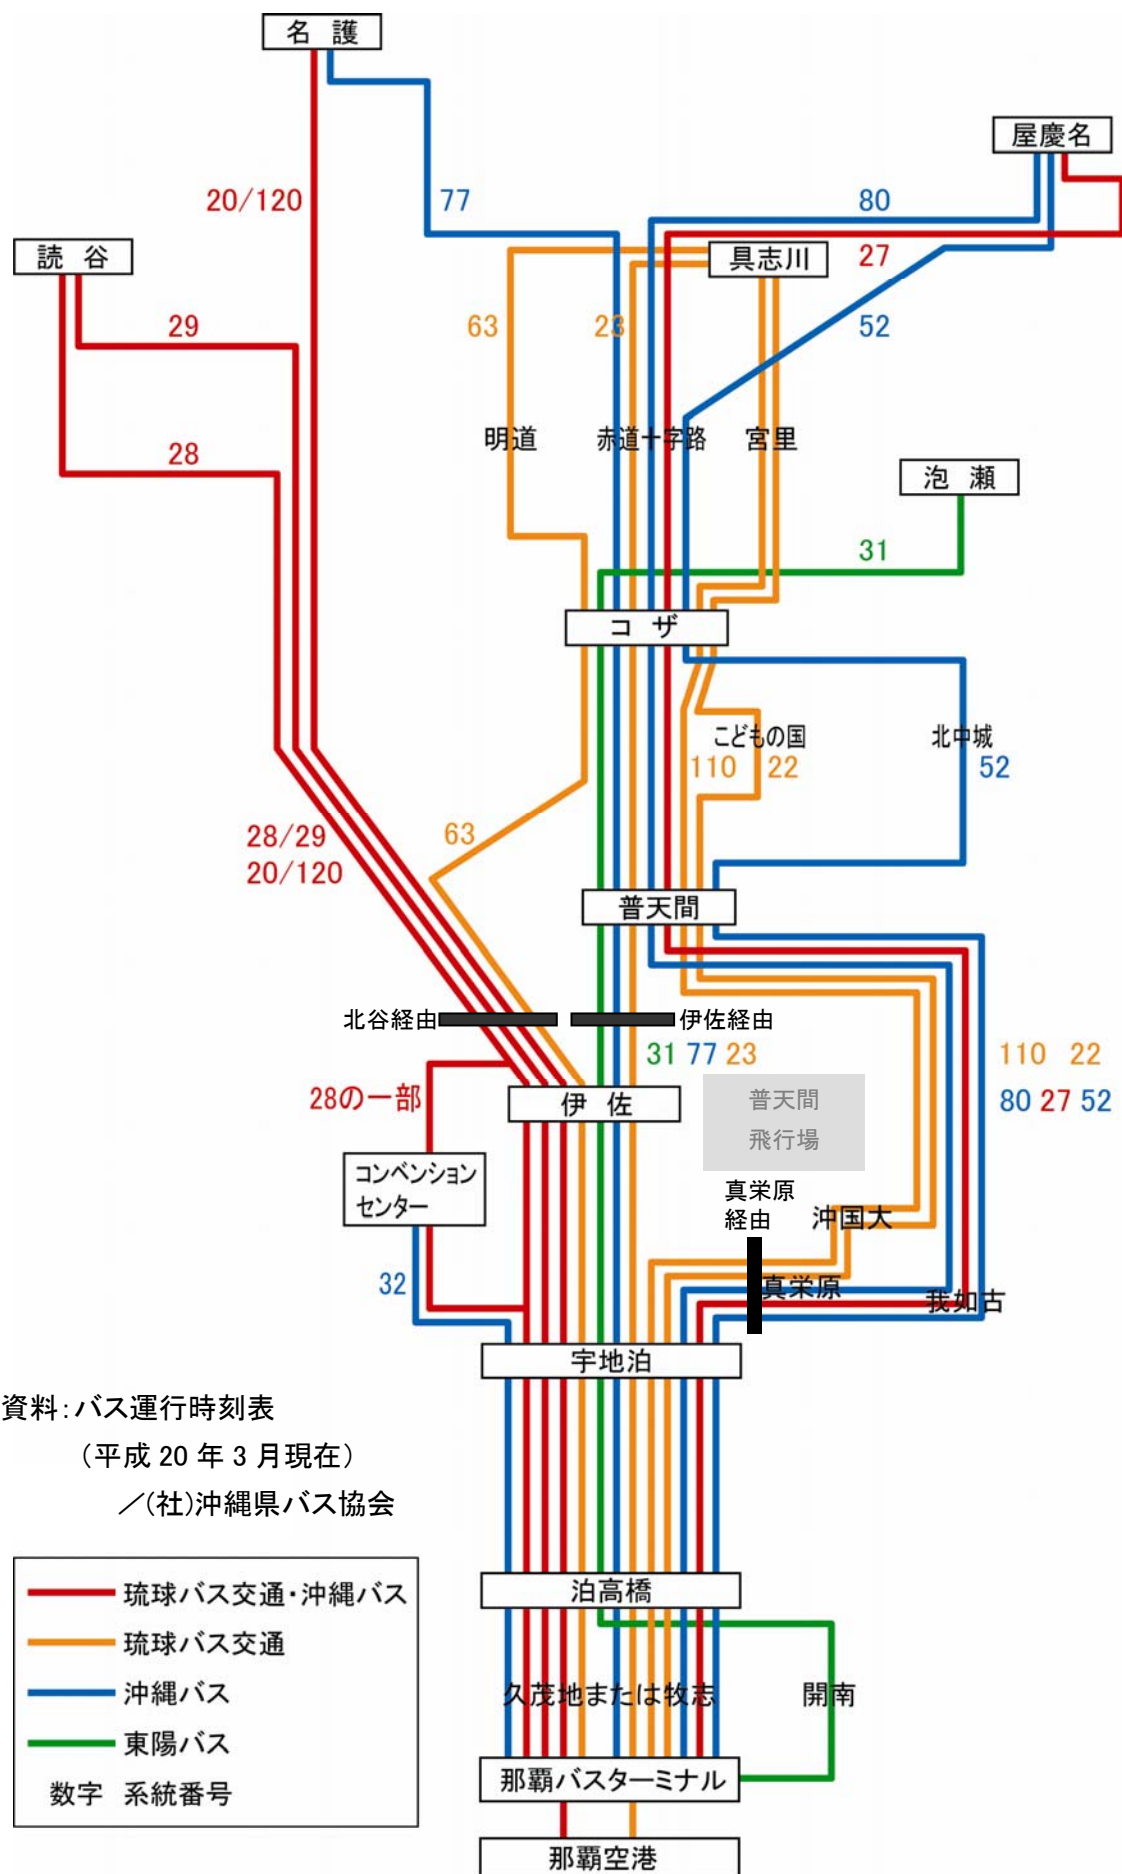 名 護
屋慶名
20/120
77
80
読 谷
具志川
27
29
63
23
52
明道
赤道十字路
宮里
28
泡 瀬
31
コ ザ
こどもの国
北中城
110
22
52
28/29
63
20/120
普天間
北谷経由
伊佐経由
31 77 23
110 22
28の一部
伊 佐
普天間
80 27 52
飛行場
コンベンション
センター
真栄原
経由
沖国大
32
真栄原
我如古
宇地泊
資料：バス運行時刻表
（平成 20 年 3 月現在）
／(社)沖縄県バス協会
琉球バス交通・沖縄バス
泊高橋
琉球バス交通
沖縄バス
久茂地または牧志
開南
東陽バス
数字 系統番号
那覇バスターミナル
那覇空港